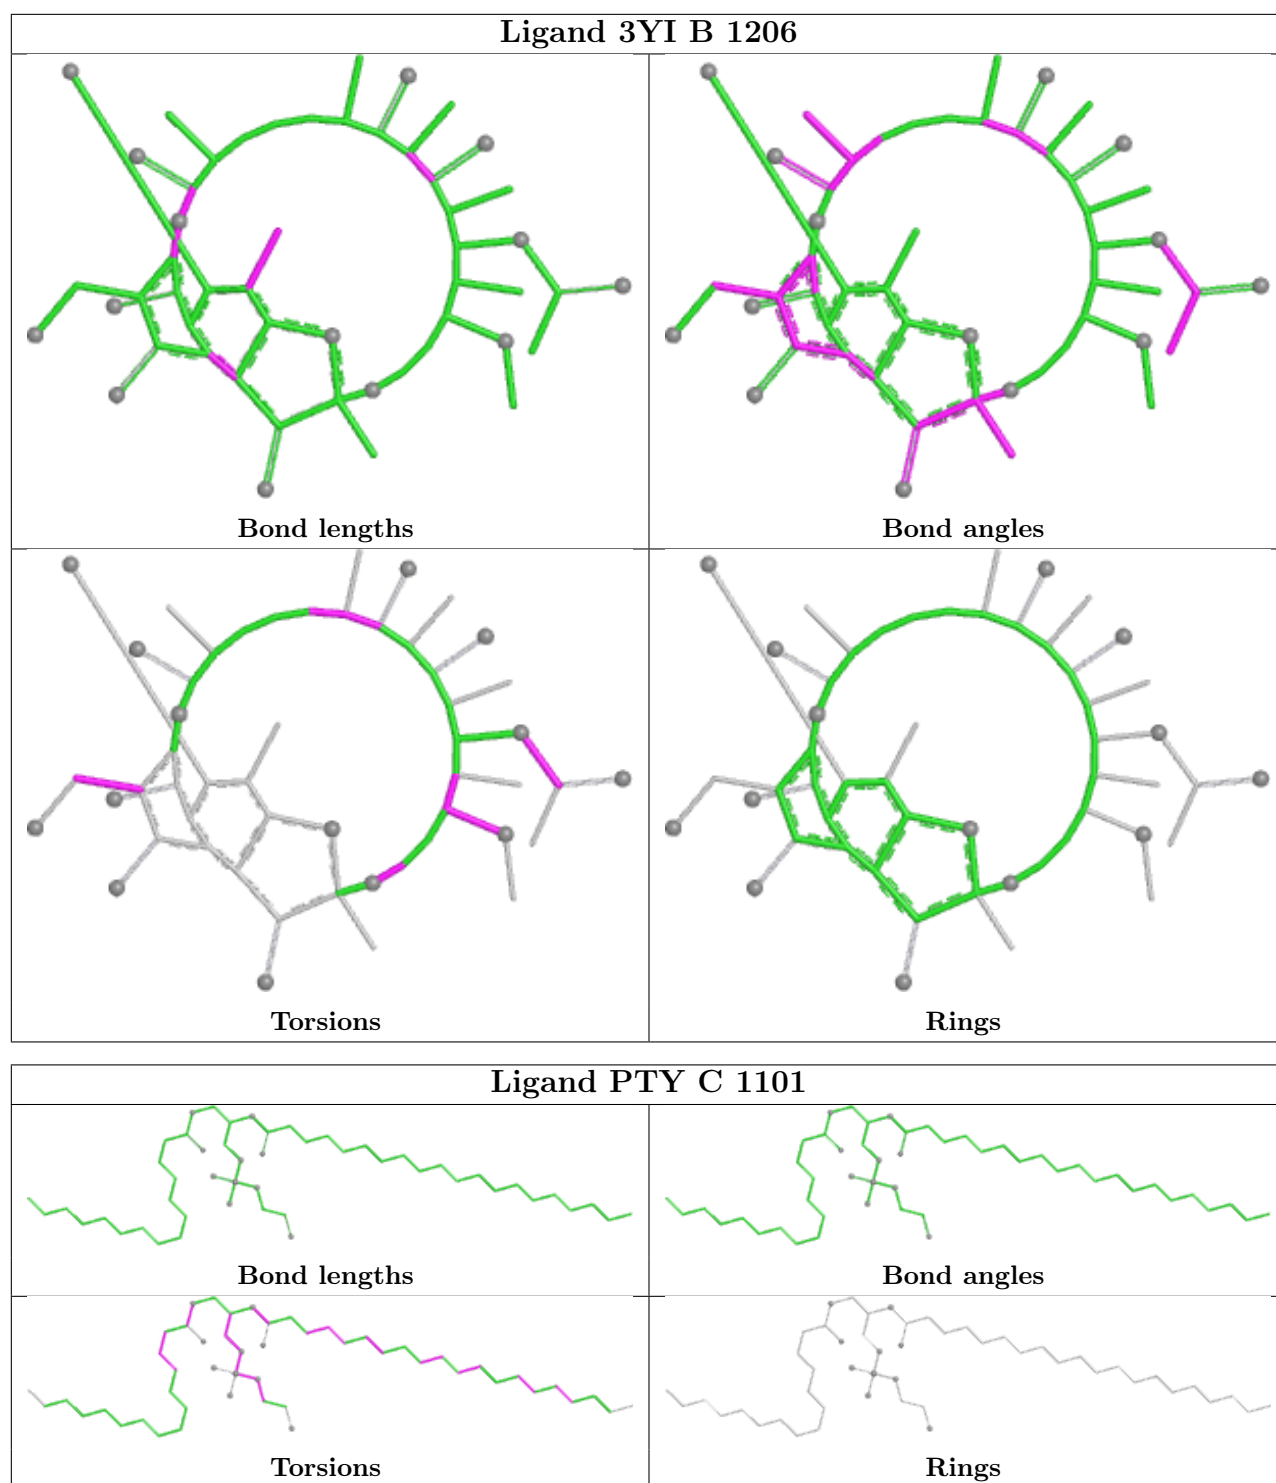 Ligand 3YI B 1206
Bond lengths
Bond angles
Torsions
Rings
Ligand PTY C 1101
Bond lengths
Bond angles
Torsions
Rings